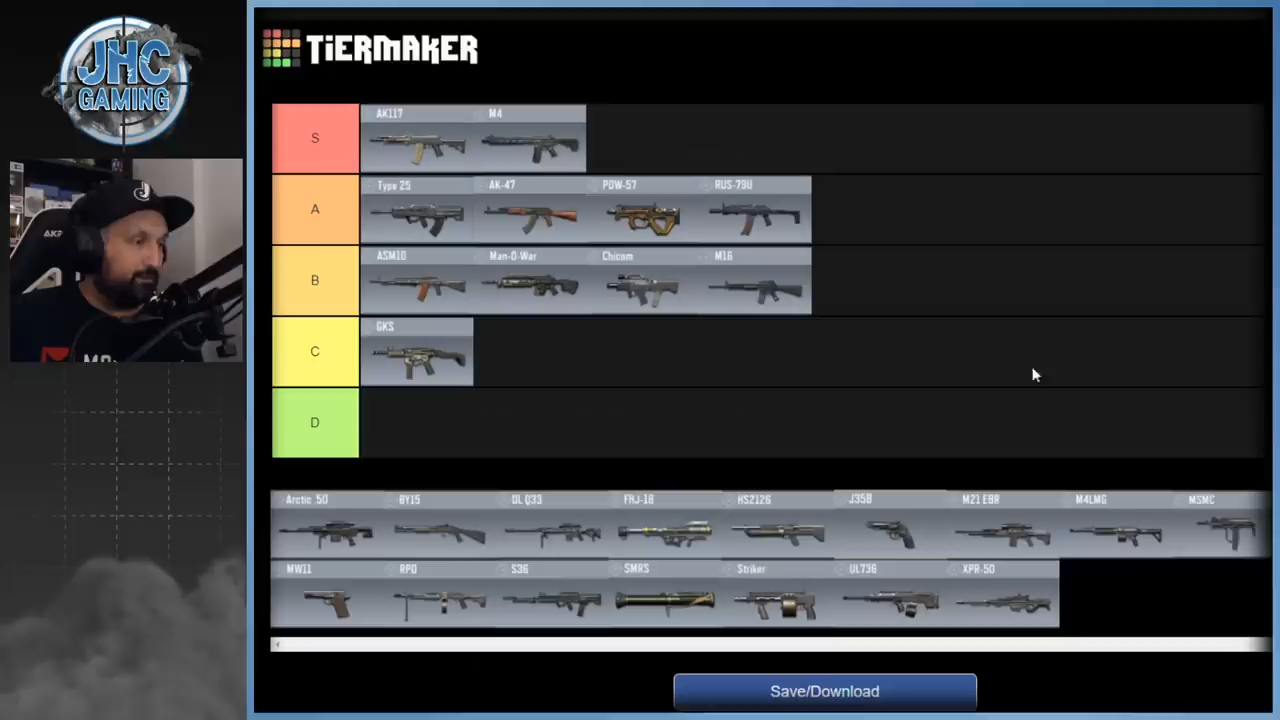 JHC
GAMING
TiERMAKER
S
AK117 M4
A
Type 25 AK-47 PDW-57 RUS-79U
B
ASM10 Man-O-War Chicom M16
C
GKS
D
Arctic .50 BY15 DL Q33 FHJ-18 HS2126 J358 M21 EBR M4LMG MSMC
MW11 RPD S36 SMRS Striker UL736 XPR-50
Save/Download